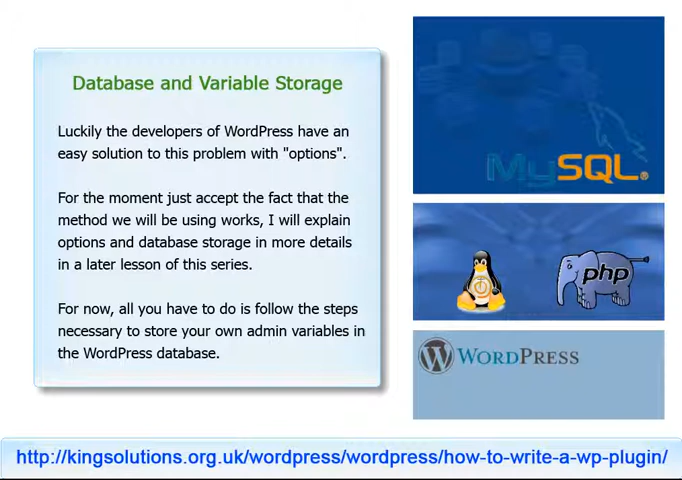 Database and Variable Storage
Luckily the developers of WordPress have an
easy solution to this problem with "options".
For the moment just accept the fact that the
method we will be using works, I will explain
options and database storage in more details
in a later lesson of this series.
For now, all you have to do is follow the steps
necessary to store your own admin variables in
the WordPress database.
MySQL®
php
WORDPRESS
http://kingsolutions.org.uk/wordpress/wordpress/how-to-write-a-wp-plugin/